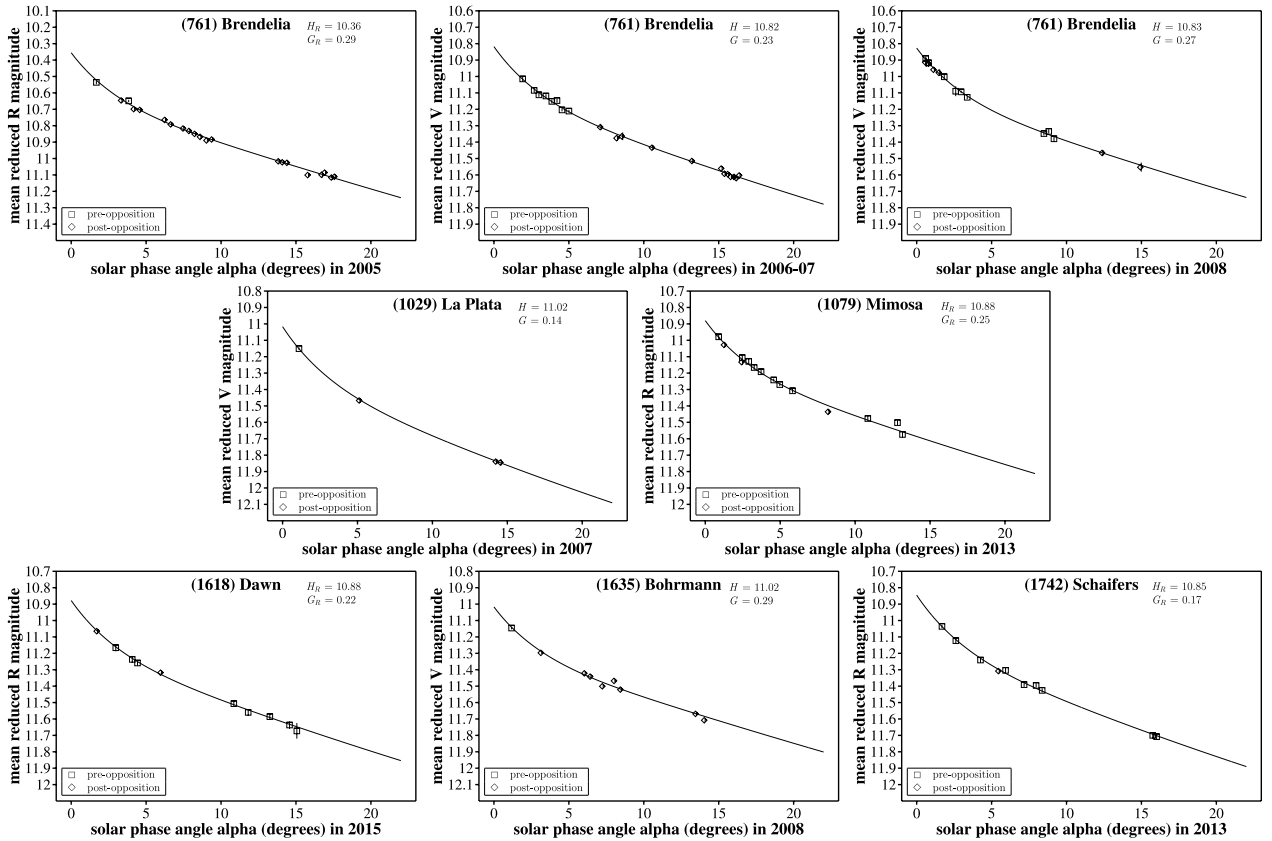 (761) Brendelia
H_R = 10.36
G_R = 0.29
mean reduced R magnitude
10.1
10.2
10.3
10.4
10.5
10.6
10.7
10.8
10.9
11
11.1
11.2
11.3
11.4
pre-opposition
post-opposition
0 5 10 15 20
solar phase angle alpha (degrees) in 2005
(761) Brendelia
H = 10.82
G = 0.23
mean reduced V magnitude
10.6
10.7
10.8
10.9
11
11.1
11.2
11.3
11.4
11.5
11.6
11.7
11.8
11.9
pre-opposition
post-opposition
0 5 10 15 20
solar phase angle alpha (degrees) in 2006-07
(761) Brendelia
H = 10.83
G = 0.27
mean reduced V magnitude
10.6
10.7
10.8
10.9
11
11.1
11.2
11.3
11.4
11.5
11.6
11.7
11.8
11.9
pre-opposition
post-opposition
0 5 10 15 20
solar phase angle alpha (degrees) in 2008
(1029) La Plata
H = 11.02
G = 0.14
mean reduced V magnitude
10.8
10.9
11
11.1
11.2
11.3
11.4
11.5
11.6
11.7
11.8
11.9
12
12.1
pre-opposition
post-opposition
0 5 10 15 20
solar phase angle alpha (degrees) in 2007
(1079) Mimosa
H_R = 10.88
G_R = 0.25
mean reduced R magnitude
10.7
10.8
10.9
11
11.1
11.2
11.3
11.4
11.5
11.6
11.7
11.8
11.9
12
pre-opposition
post-opposition
0 5 10 15 20
solar phase angle alpha (degrees) in 2013
(1618) Dawn
H_R = 10.88
G_R = 0.22
mean reduced R magnitude
10.7
10.8
10.9
11
11.1
11.2
11.3
11.4
11.5
11.6
11.7
11.8
11.9
12
pre-opposition
post-opposition
0 5 10 15 20
solar phase angle alpha (degrees) in 2015
(1635) Bohrmann
H = 11.02
G = 0.29
mean reduced V magnitude
10.8
10.9
11
11.1
11.2
11.3
11.4
11.5
11.6
11.7
11.8
11.9
12
12.1
pre-opposition
post-opposition
0 5 10 15 20
solar phase angle alpha (degrees) in 2008
(1742) Schaifers
H_R = 10.85
G_R = 0.17
mean reduced R magnitude
10.7
10.8
10.9
11
11.1
11.2
11.3
11.4
11.5
11.6
11.7
11.8
11.9
12
pre-opposition
post-opposition
0 5 10 15 20
solar phase angle alpha (degrees) in 2013